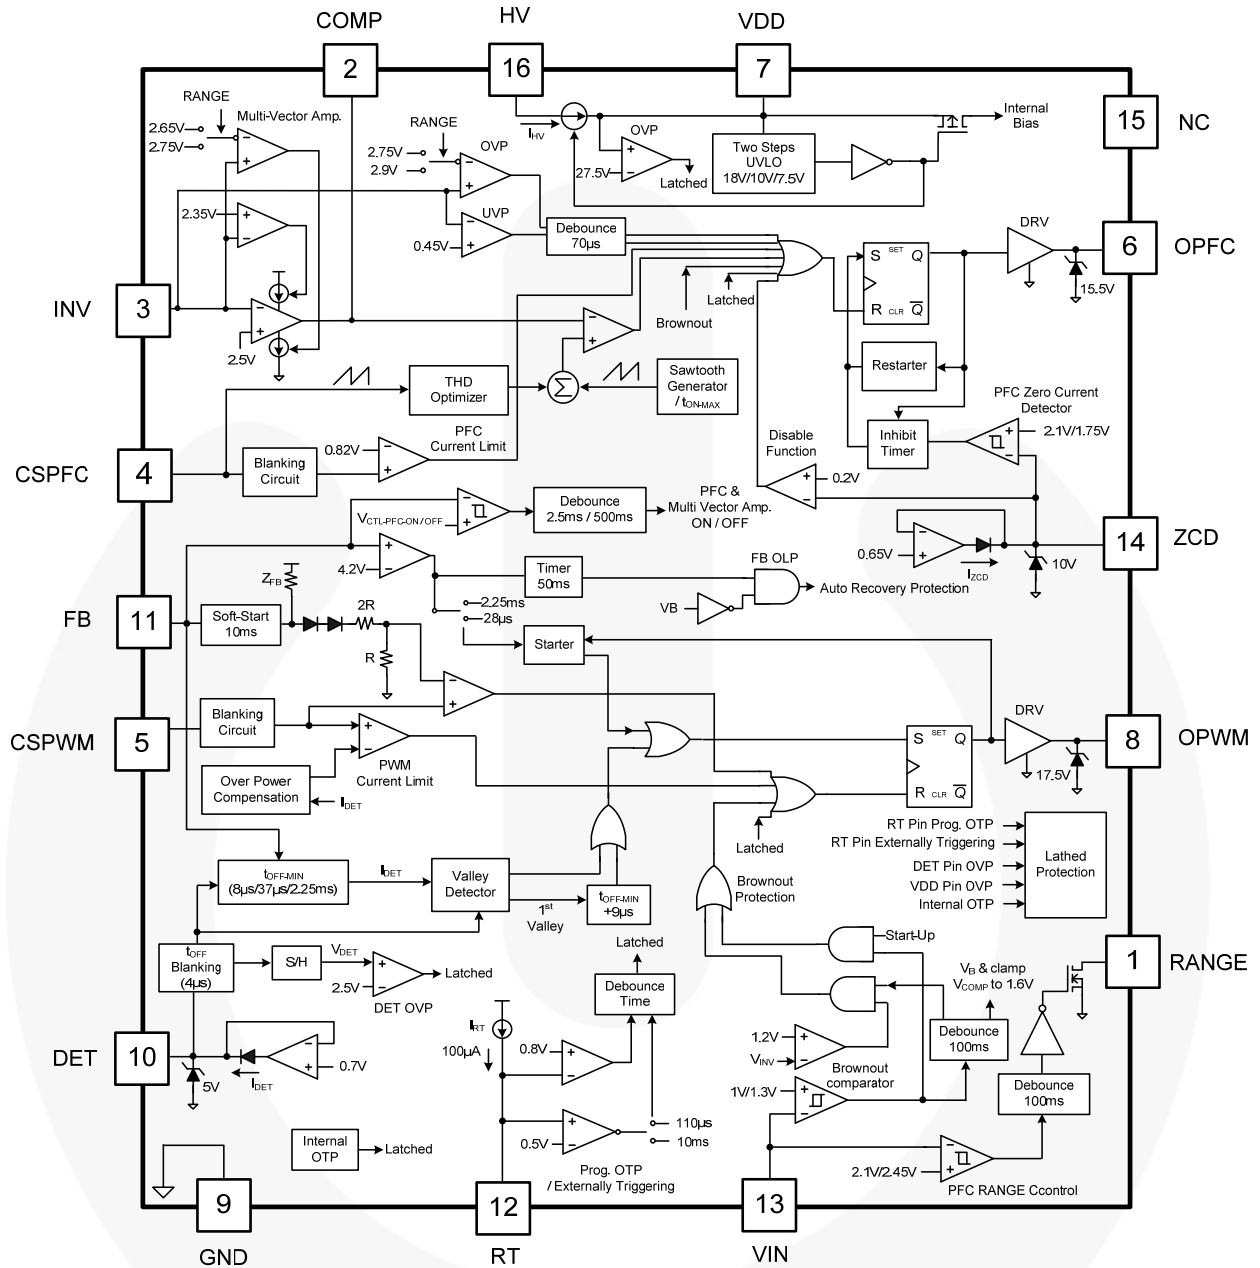 COMP
HV
VDD
2
16
7
15
NC
RANGE
Multi-Vector Amp.
2.65V
2.75V
RANGE
2.75V
2.9V
OVP
IHV
OVP
27.5V
Latched
Two Steps
UVLO
18V/10V/7.5V
Internal
Bias
2.35V
UVP
0.45V
Debounce
70µs
DRV
6
OPFC
15.5V
S
SET
Q
R
CLR
Q
Latched
Brownout
INV
3
2.5V
THD
Optimizer
Σ
Sawtooth
Generator
/ tON-MAX
Restarter
PFC Zero Current
Detector
2.1V/1.75V
Inhibit
Timer
CSPFC
4
Blanking
Circuit
0.82V
PFC
Current Limit
Disable
Function
0.2V
VCTL-PFC-ON / OFF
Debounce
2.5ms / 500ms
PFC &
Multi Vector Amp.
ON / OFF
0.65V
IZCD
10V
14
ZCD
4.2V
Timer
50ms
FB OLP
Auto Recovery Protection
VB
FB
11
ZFB
Soft-Start
10ms
2R
R
2.25ms
28µs
Starter
CSPWM
5
Blanking
Circuit
PWM
Current Limit
Over Power
Compensation
IDET
S
SET
Q
R
CLR
Q
DRV
17.5V
8
OPWM
Latched
RT Pin Prog. OTP
RT Pin Externally Triggering
DET Pin OVP
VDD Pin OVP
Internal OTP
Lathed
Protection
tOFF-MIN
(8µs/37µs/2.25ms)
IDET
Valley
Detector
1st
Valley
tOFF-MIN
+9µs
Brownout
Protection
Start-Up
1
RANGE
tOFF
Blanking
(4µs)
S/H
VDET
2.5V
Latched
DET OVP
Latched
Debounce
Time
VB & clamp
VCOMP to 1.6V
Debounce
100ms
1.2V
VINV
Brownout
comparator
1V/1.3V
Debounce
100ms
DET
10
5V
IDET
0.7V
IRT
100µA
0.8V
0.5V
110µs
10ms
Prog. OTP
/ Externally Triggering
Internal
OTP
Latched
2.1V/2.45V
PFC RANGE Ccontrol
9
12
13
GND
RT
VIN